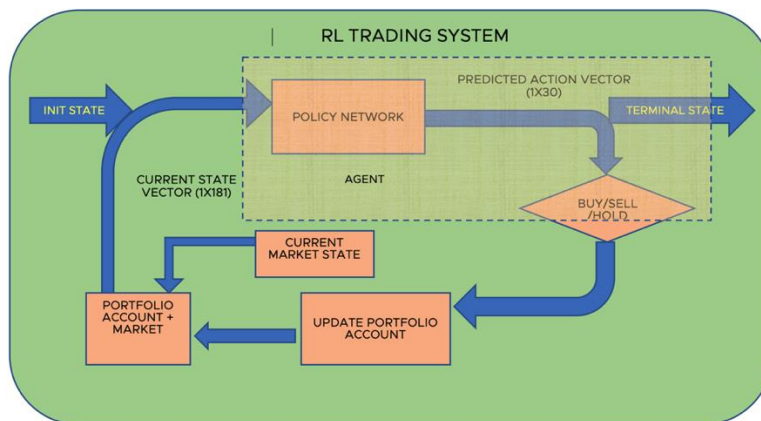 RL TRADING SYSTEM
PREDICTED ACTION VECTOR
(1X30)
INIT STATE
POLICY NETWORK
TERMINAL STATE
CURRENT STATE
VECTOR (1X181)
AGENT
BUY/SELL
/HOLD
CURRENT
MARKET STATE
PORTFOLIO
ACCOUNT +
MARKET
UPDATE PORTFOLIO
ACCOUNT